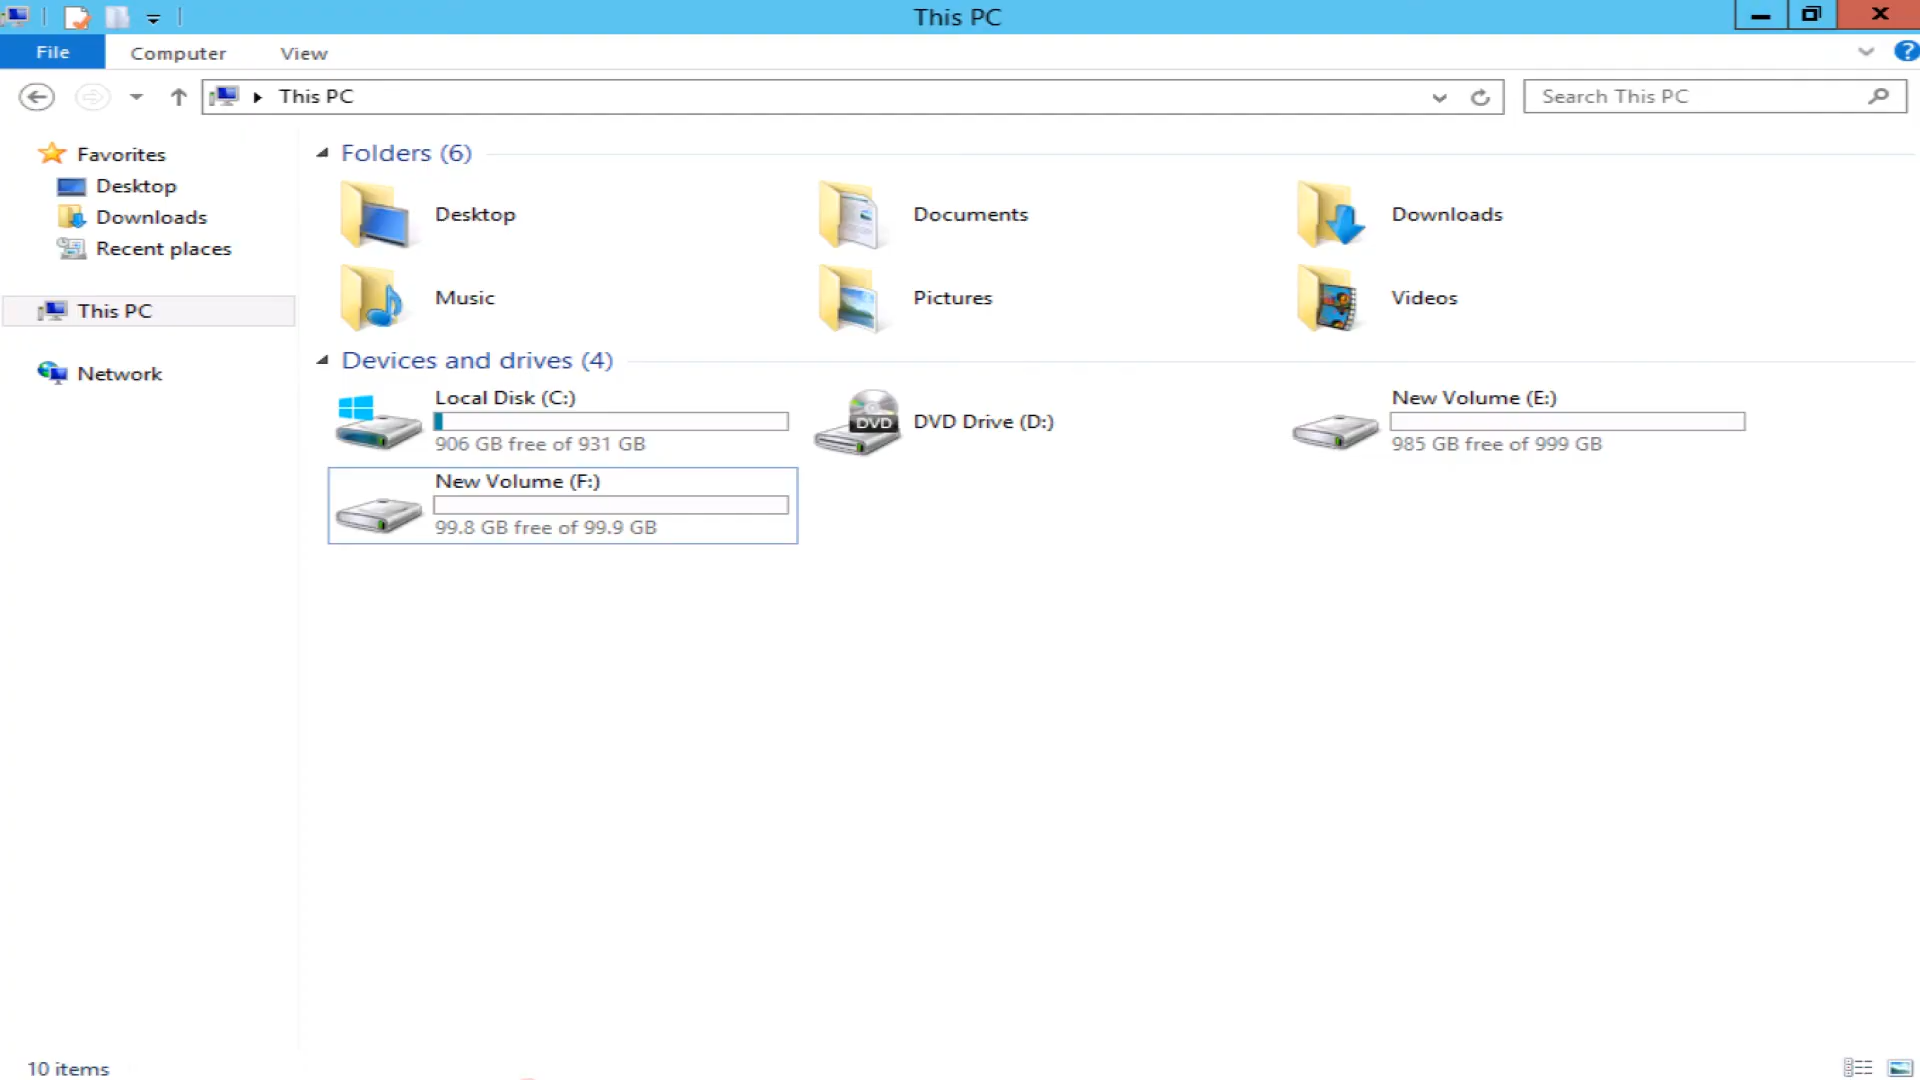 This PC
File Computer View
This PC
Search This PC
Favorites
Desktop
Downloads
Recent places
This PC
Network
Folders (6)
Desktop
Documents
Downloads
Music
Pictures
Videos
Devices and drives (4)
Local Disk (C:)
906 GB free of 931 GB
DVD
DVD Drive (D:)
New Volume (E:)
985 GB free of 999 GB
New Volume (F:)
99.8 GB free of 99.9 GB
10 items